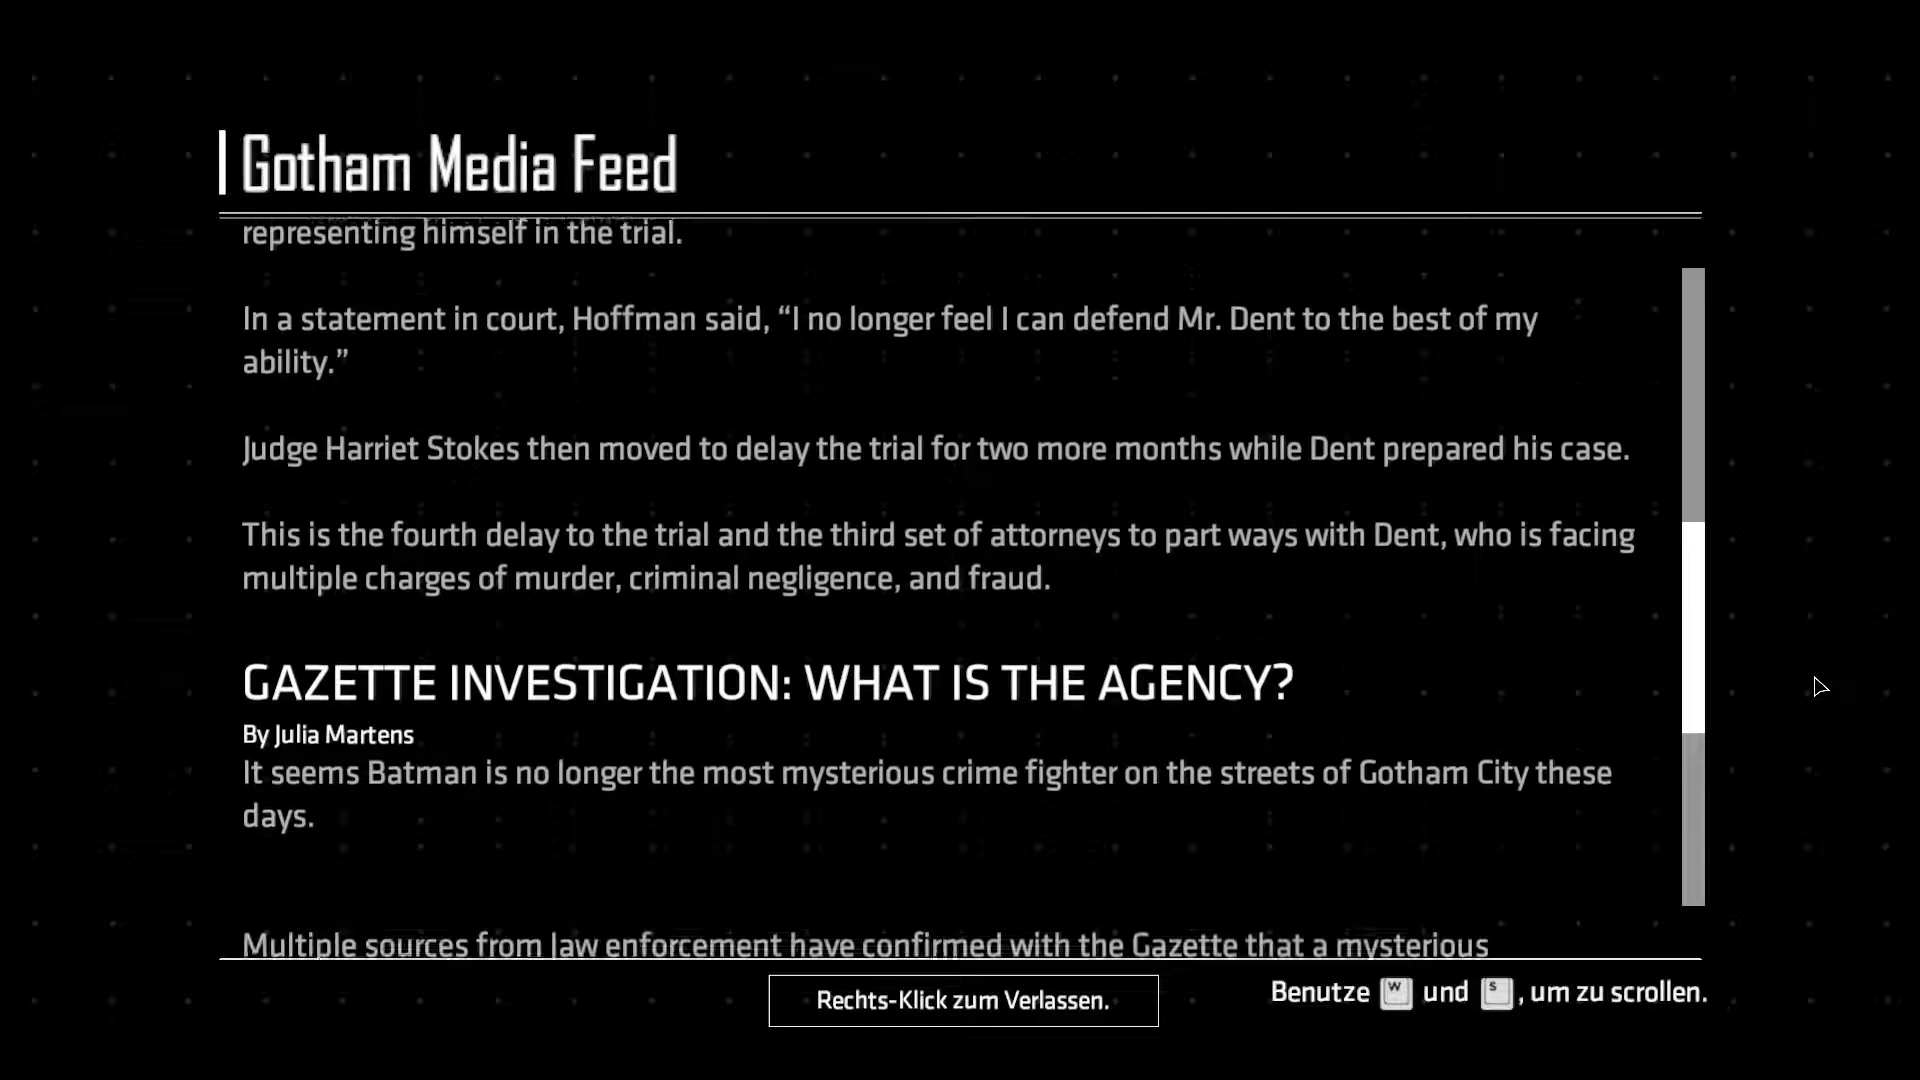 Gotham Media Feed
representing himself in the trial.
In a statement in court, Hoffman said, “I no longer feel I can defend Mr. Dent to the best of my
ability.”
Judge Harriet Stokes then moved to delay the trial for two more months while Dent prepared his case.
This is the fourth delay to the trial and the third set of attorneys to part ways with Dent, who is facing
multiple charges of murder, criminal negligence, and fraud.
GAZETTE INVESTIGATION: WHAT IS THE AGENCY?
By Julia Martens
It seems Batman is no longer the most mysterious crime fighter on the streets of Gotham City these
days.
Multiple sources from law enforcement have confirmed with the Gazette that a mysterious
Rechts-Klick zum Verlassen.
Benutze W und S, um zu scrollen.